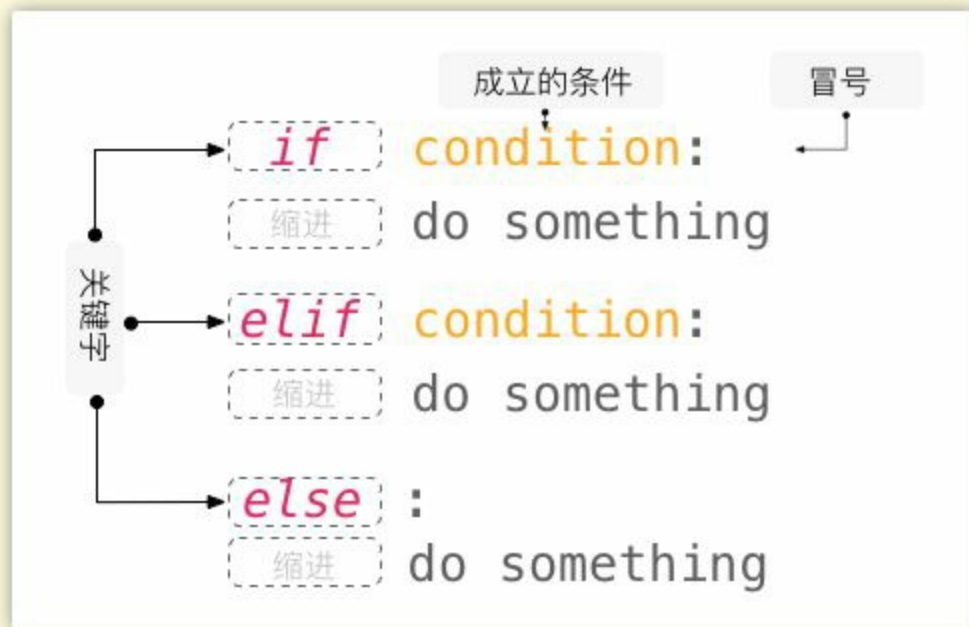 成立的条件 冒号
if condition:
缩进 do something
关键字
elif condition:
缩进 do something
else :
缩进 do something